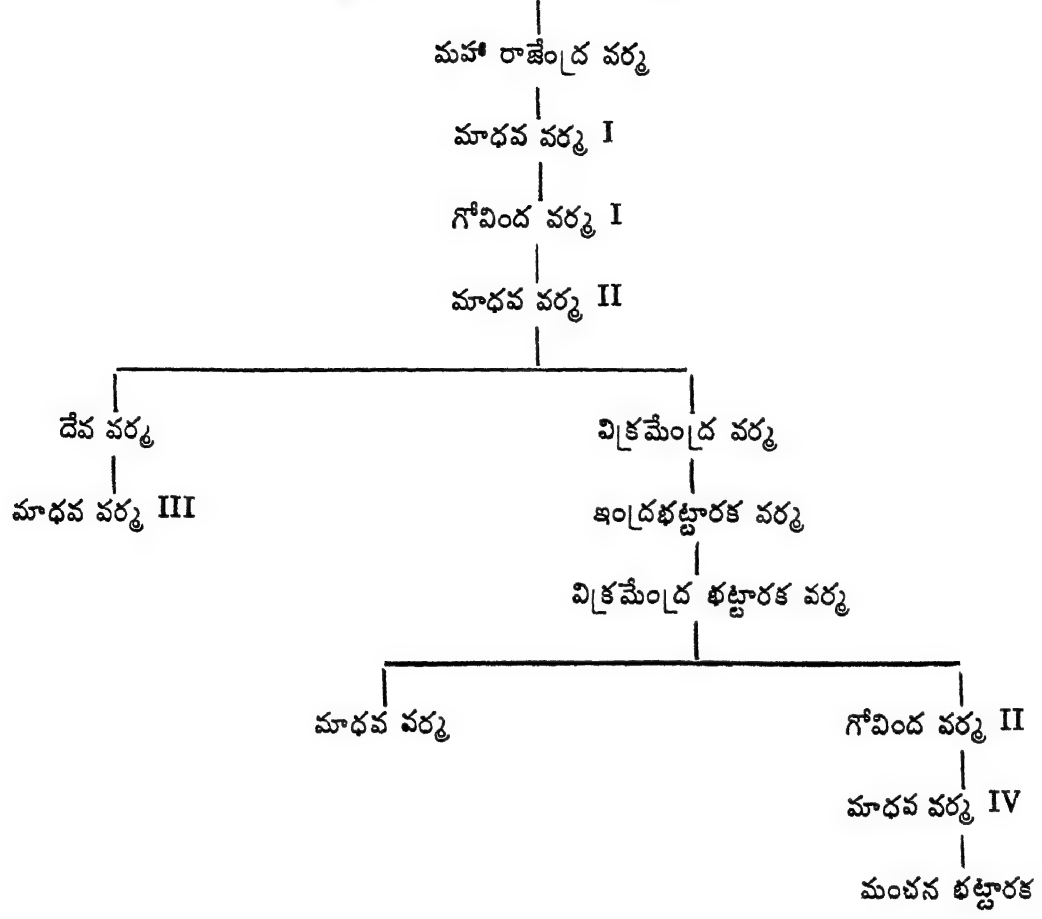 మహా రాజేంద్ర వర్మ
మాధవ వర్మ I
గోవింద వర్మ I
మాధవ వర్మ II
దేవ వర్మ
విక్రమేంద్ర వర్మ
మాధవ వర్మ III
ఇంద్రభట్టారక వర్మ
విక్రమేంద్ర భట్టారక వర్మ
మాధవ వర్మ
గోవింద వర్మ II
మాధవ వర్మ IV
మంచన భట్టారక